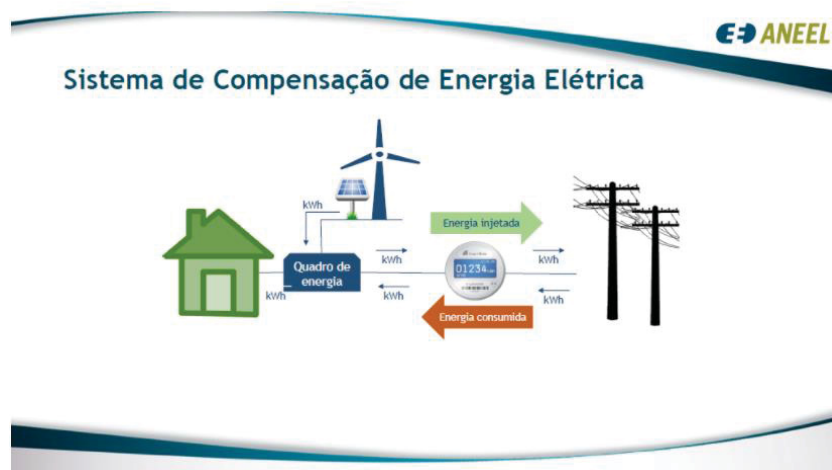 ANEEL
Sistema de Compensação de Energia Elétrica
kWh
Energia injetada
kWh
kWh
Quadro de
energia
01234
kWh
kWh
kWh
Energia consumida